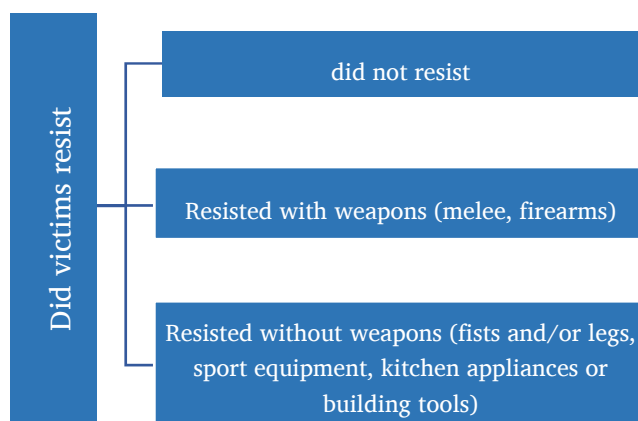 Did victims resist
did not resist
Resisted with weapons (melee, firearms)
Resisted without weapons (fists and/or legs,
sport equipment, kitchen appliances or
building tools)